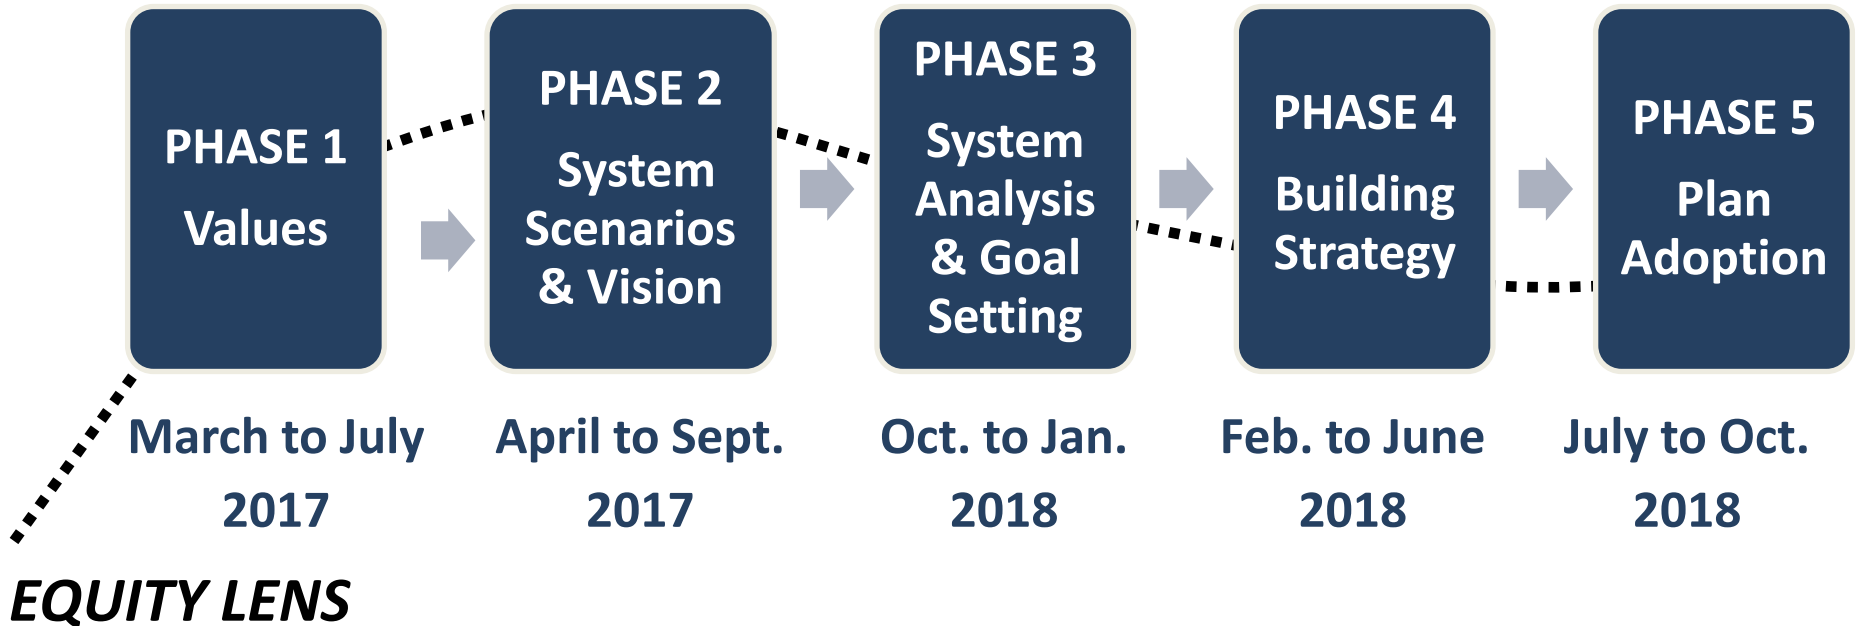 PHASE 1
Values
PHASE 2
System
Scenarios
& Vision
PHASE 3
System
Analysis
& Goal
Setting
PHASE 4
Building
Strategy
PHASE 5
Plan
Adoption
March to July
2017
April to Sept.
2017
Oct. to Jan.
2018
Feb. to June
2018
July to Oct.
2018
EQUITY LENS